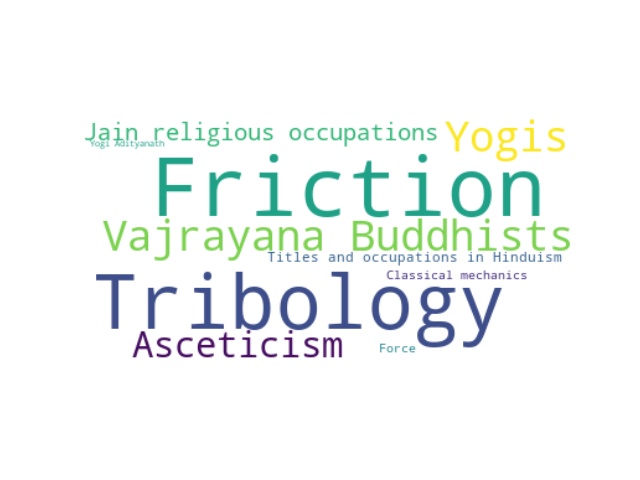 Jain religious occupations
Yogis
Yogi Adityanath
Friction
Vajrayana Buddhists
Titles and occupations in Hinduism
Classical mechanics
Tribology
Asceticism
Force